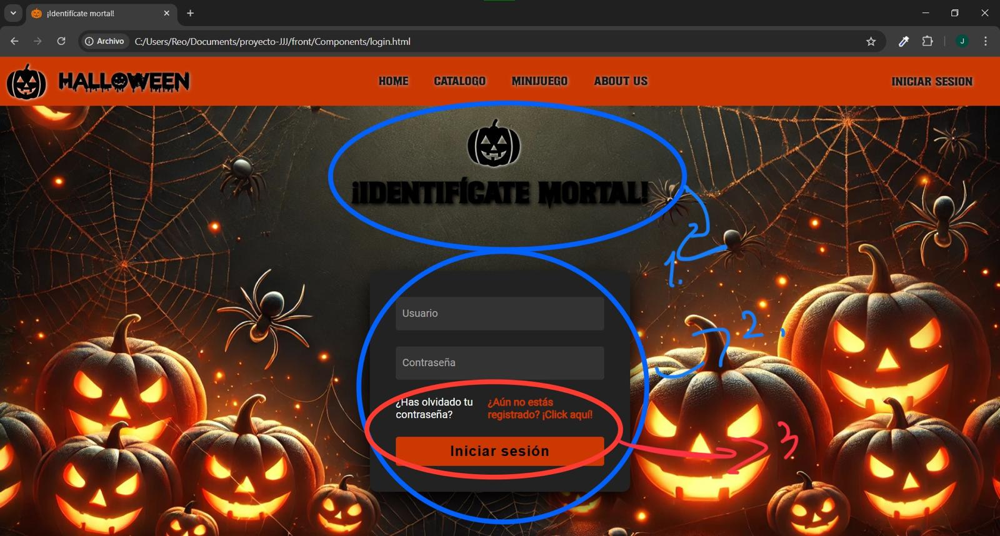 ¡Identifícate mortal!
Archivo C:/Users/Reo/Documents/proyecto-JJJ/front/Components/login.html J
HALLOWEEN HOME CATALOGO MINIJUEGO ABOUT US INICIAR SESION
¡IDENTIFÍCATE MORTAL!
1.
Usuario
2.
Contraseña
¿Has olvidado tu contraseña?
¿Aún no estás registrado? ¡Click aquí!
3
Iniciar sesión